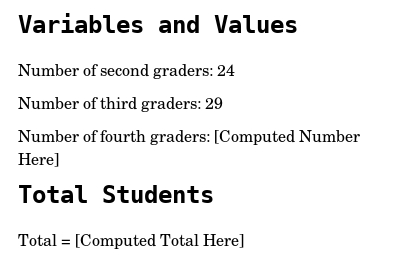 Variables and Values
Number of second graders: 24
Number of third graders: 29
Number of fourth graders: [Computed Number
Here]
Total Students
Total = [Computed Total Here]